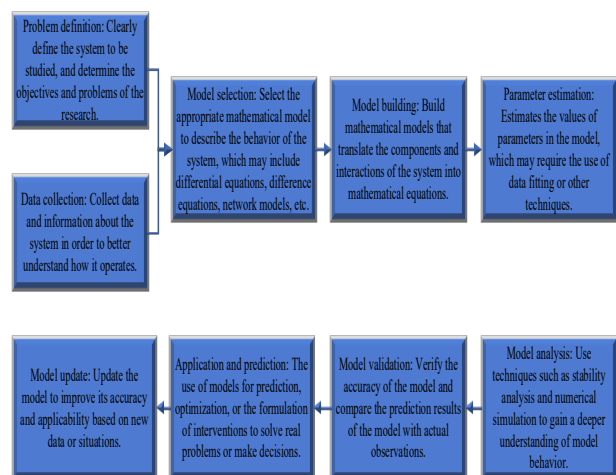 Problem definition: Clearly
define the system to be
studied, and determine the
objectives and problems of the
research.
Data collection: Collect data
and information about the
system in order to better
understand how it operates.
Model selection: Select the
appropriate mathematical model
to describe the behavior of the
system, which may include
differential equations, difference
equations, network models, etc.
Model building: Build
mathematical models that
translate the components and
interactions of the system into
mathematical equations.
Parameter estimation:
Estimates the values of
parameters in the model,
which may require the use of
data fitting or other
techniques.
Model analysis: Use
techniques such as stability
analysis and numerical
simulation to gain a deeper
understanding of model
behavior.
Model validation: Verify the
accuracy of the model and
compare the prediction results
of the model with actual
observations.
Application and prediction: The
use of models for prediction,
optimization, or the formulation
of interventions to solve real
problems or make decisions.
Model update: Update the
model to improve its accuracy
and applicability based on new
data or situations.